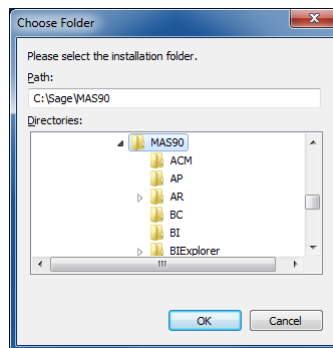 Choose Folder
Please select the installation folder.
Path:
C:\Sage\MAS90
Directories:
MAS90
ACM
AP
AR
BC
BI
BIExplorer
OK
Cancel